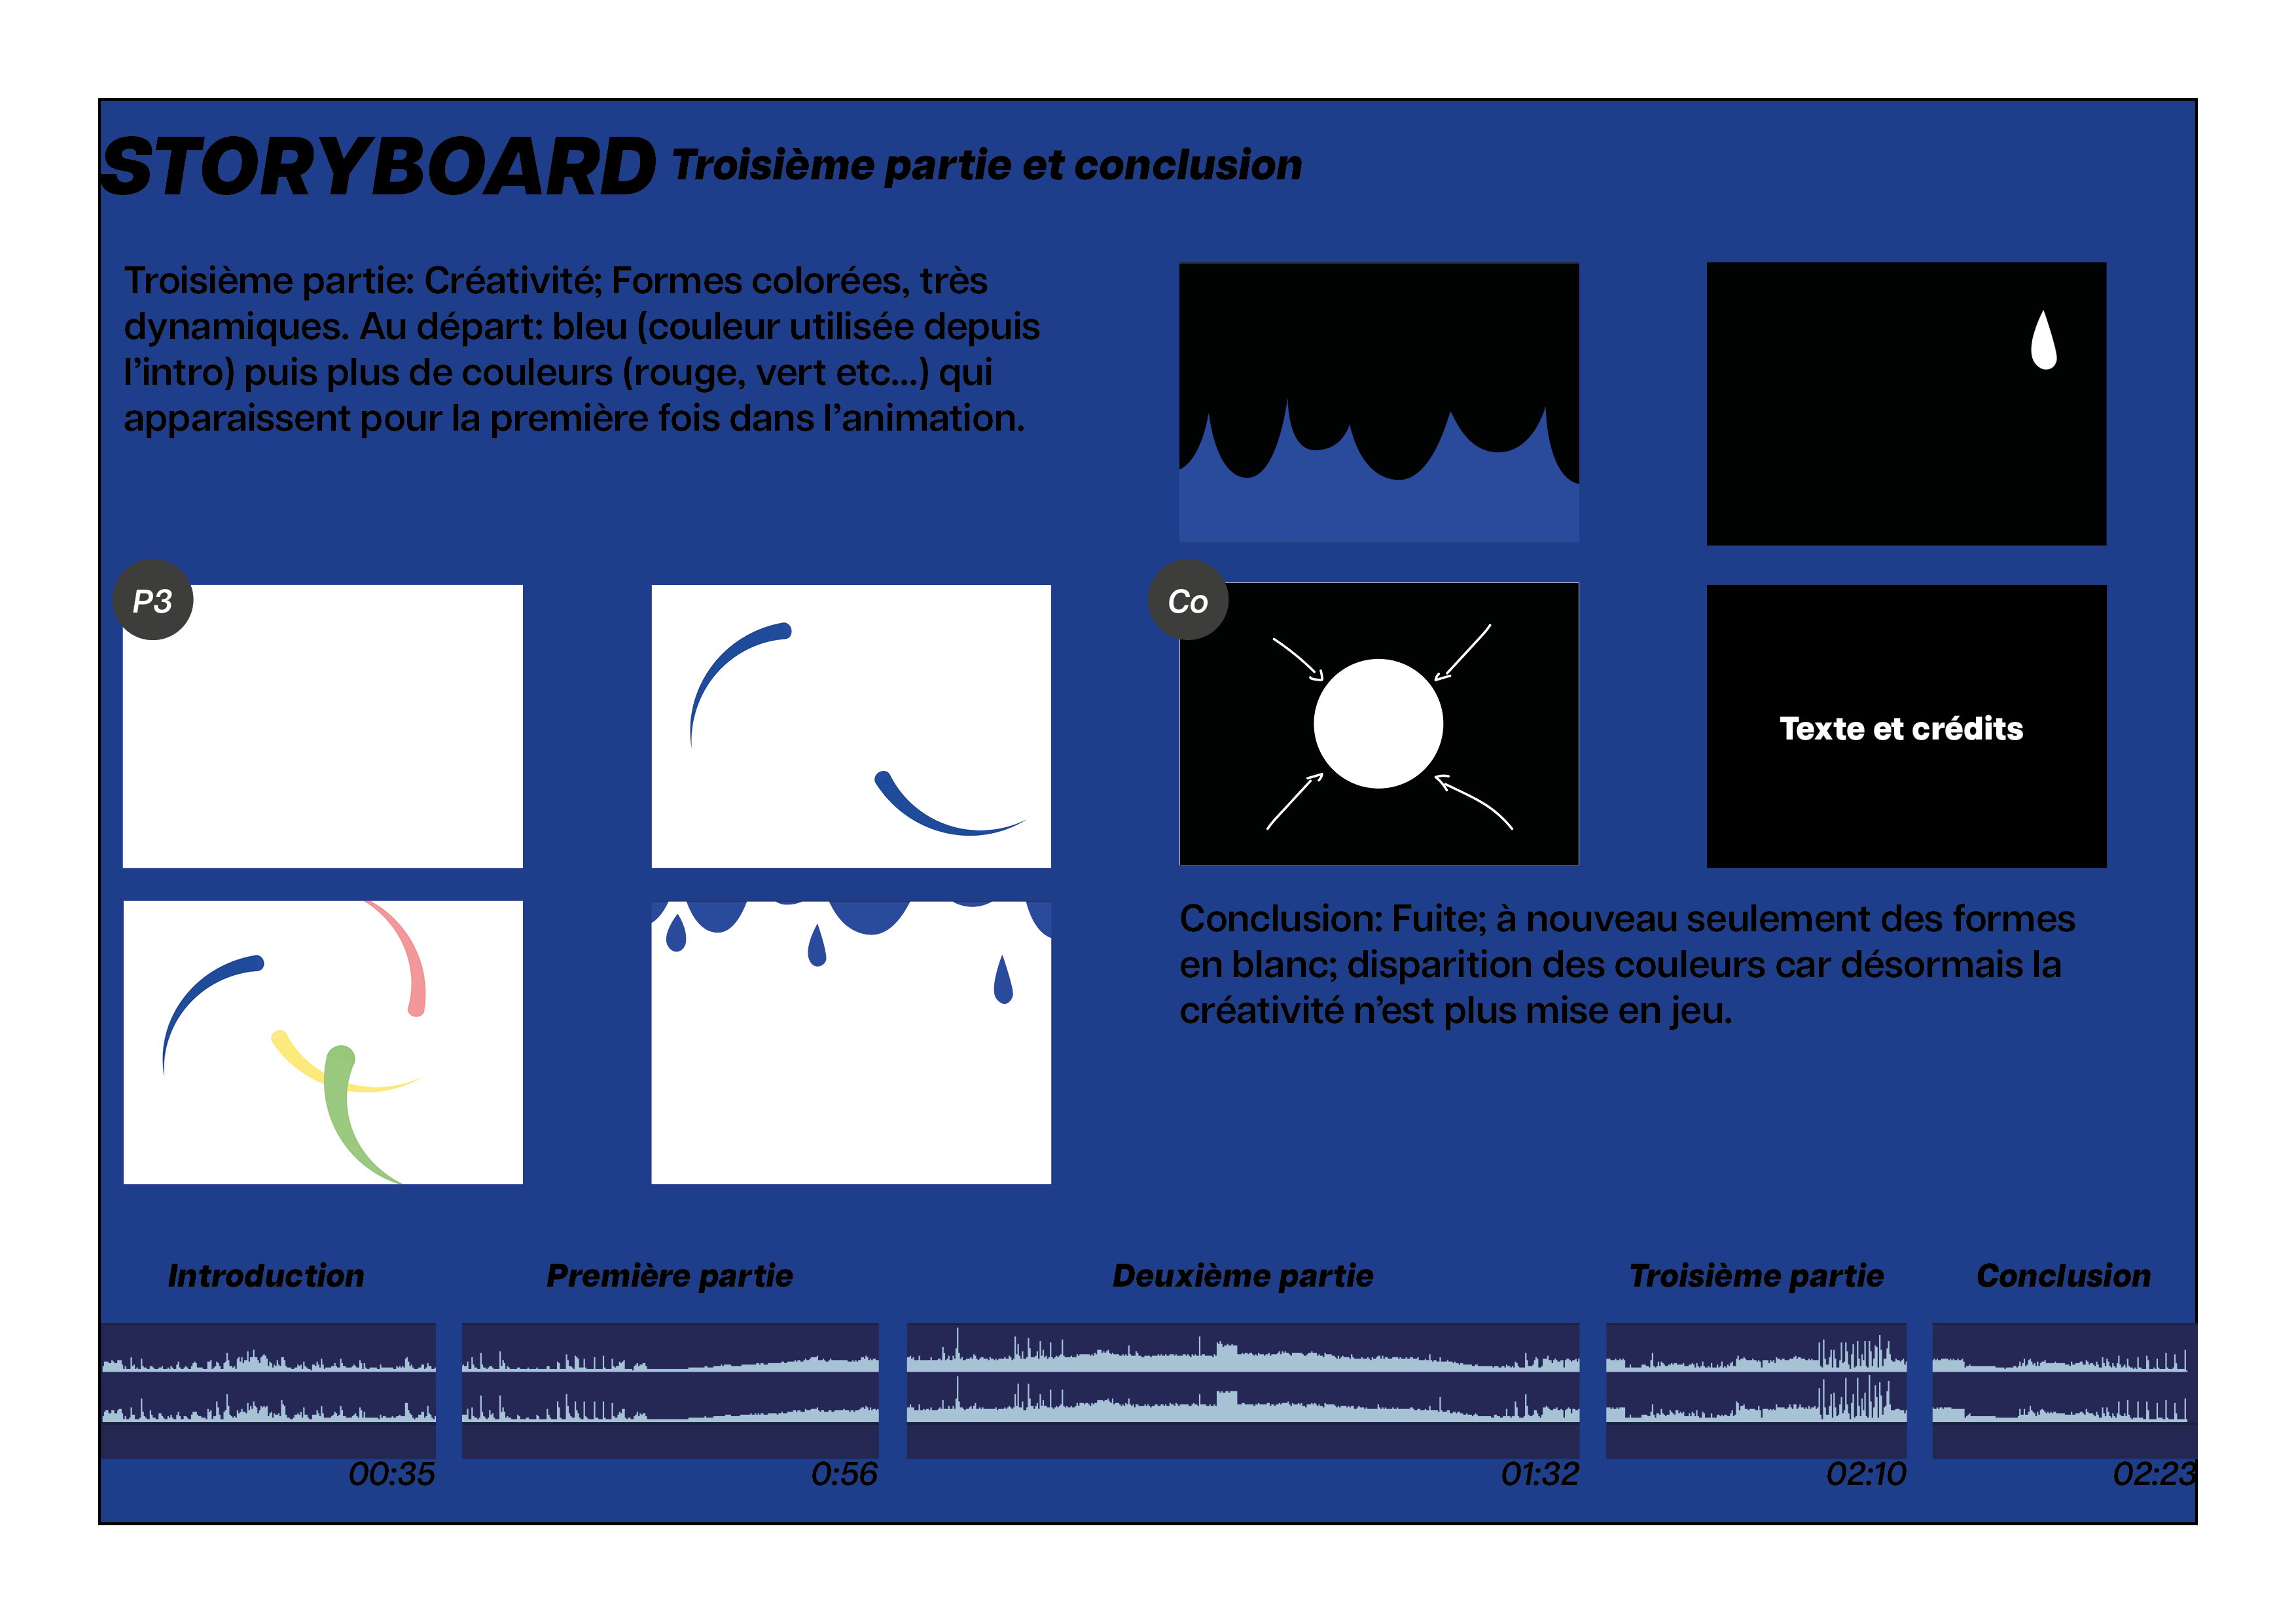 STORYBOARD Troisième partie et conclusion
Troisième partie: Créativité; Formes colorées, très
dynamiques. Au départ: bleu (couleur utilisée depuis
l’intro) puis plus de couleurs (rouge, vert etc...) qui
apparaissent pour la première fois dans l’animation.
P3
Co
Texte et crédits
Conclusion: Fuite; à nouveau seulement des formes
en blanc; disparition des couleurs car désormais la
créativité n’est plus mise en jeu.
Introduction
Première partie
Deuxième partie
Troisième partie
Conclusion
00:35
0:56
01:32
02:10
02:23